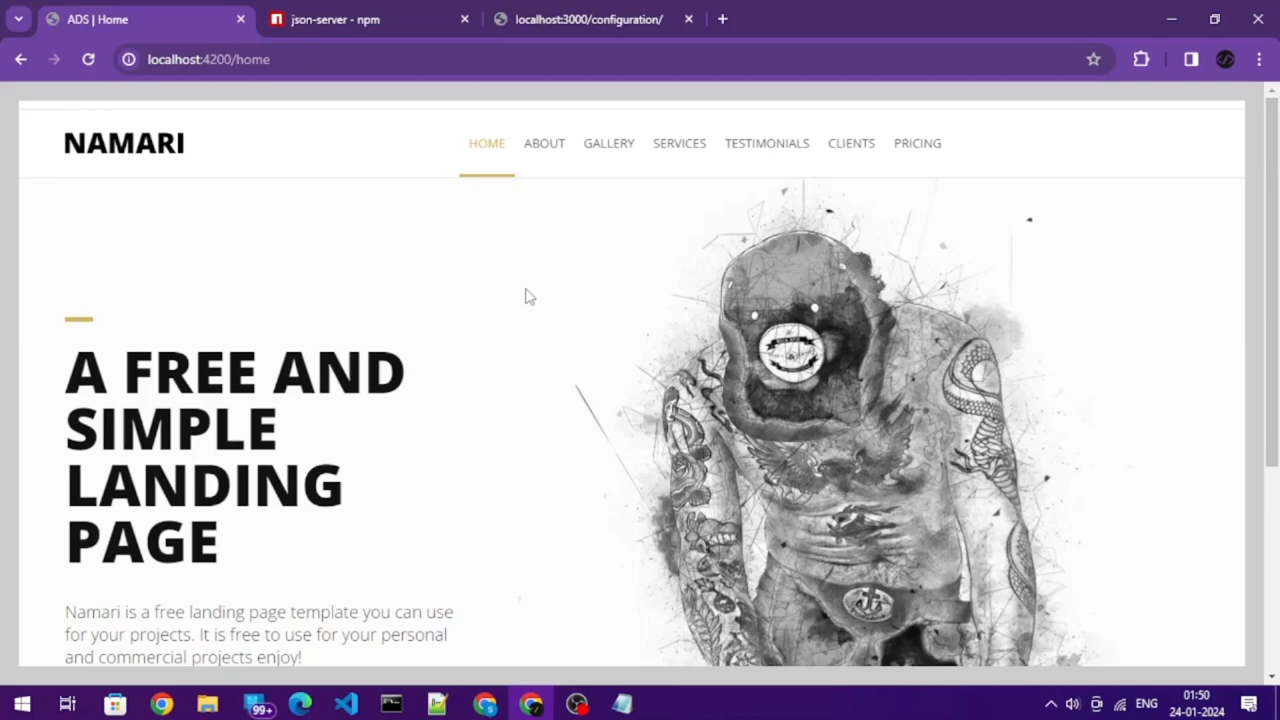 ADS | Home
json-server - npm
localhost:3000/configuration/
localhost:4200/home
NAMARI
HOME ABOUT GALLERY SERVICES TESTIMONIALS CLIENTS PRICING
A FREE AND
SIMPLE
LANDING
PAGE
Namari is a free landing page template you can use
for your projects. It is free to use for your personal
and commercial projects enjoy!
99+
ENG
01:50
24-01-2024